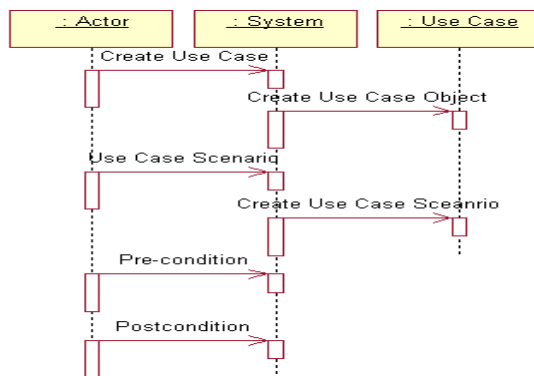 : Actor
: System
: Use Case
Create Use Case
Create Use Case Object
Use Case Scenario
Create Use Case Sceanrio
Pre-condition
Postcondition